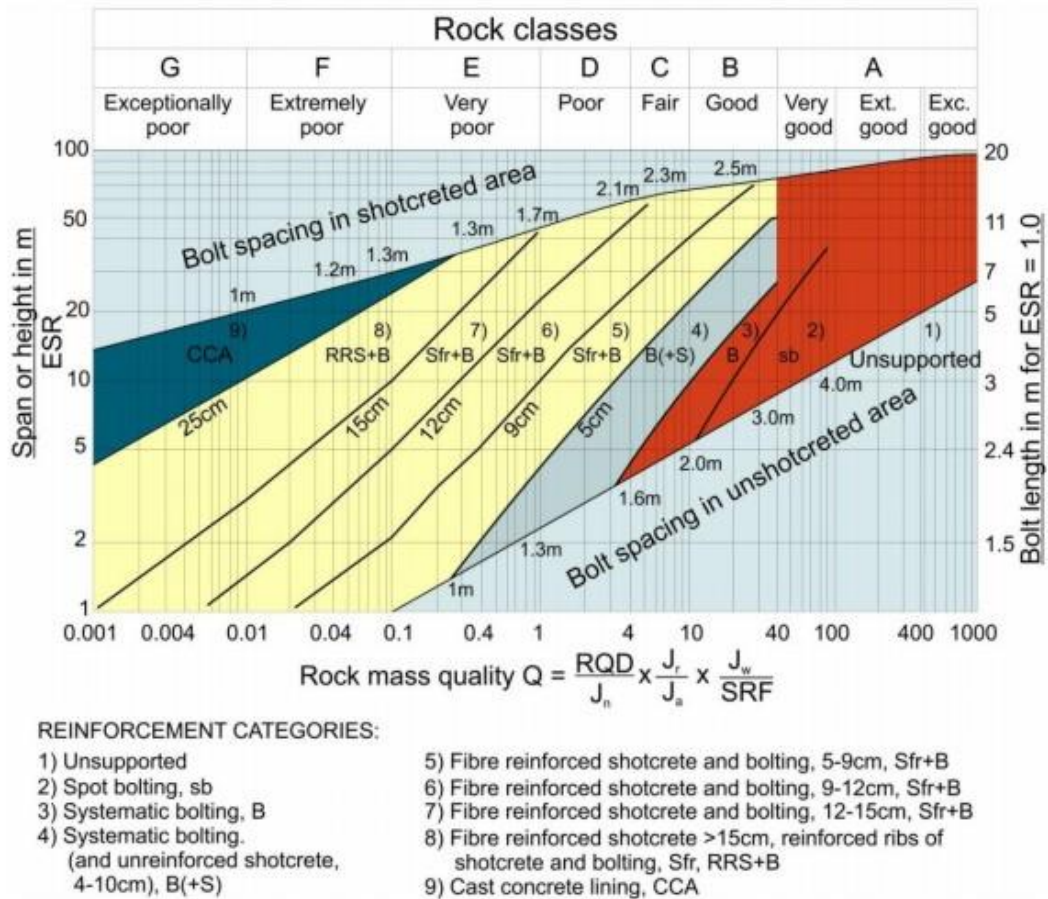 Rock classes
G F E D C B A
Exceptionally poor Extremely poor Very poor Poor Fair Good Very good Ext. good Exc. good
100 50 20 10 5 2 1
Span or height in m
ESR
20 11 7 5 3 2.4 1.5
Bolt length in m for ESR = 1.0
Bolt spacing in shotcreted area
1m 1.2m 1.3m 1.3m 1.7m 2.1m 2.3m 2.5m
9) 8) 7) 6) 5) 4) 3) 2) 1)
CCA RRS+B Sfr+B Sfr+B Sfr+B B(+S) B sb Unsupported
25cm 15cm 12cm 9cm 5cm
1m 1.3m 1.6m 2.0m 3.0m 4.0m
Bolt spacing in unshotcreted area
0.001 0.004 0.01 0.04 0.1 0.4 1 4 10 40 100 400 1000
Rock mass quality Q = RQD/Jn x Jr/Ja x Jw/SRF
REINFORCEMENT CATEGORIES:
1) Unsupported
2) Spot bolting, sb
3) Systematic bolting, B
4) Systematic bolting.
(and unreinforced shotcrete,
4-10cm), B(+S)
5) Fibre reinforced shotcrete and bolting, 5-9cm, Sfr+B
6) Fibre reinforced shotcrete and bolting, 9-12cm, Sfr+B
7) Fibre reinforced shotcrete and bolting, 12-15cm, Sfr+B
8) Fibre reinforced shotcrete >15cm, reinforced ribs of
shotcrete and bolting, Sfr, RRS+B
9) Cast concrete lining, CCA